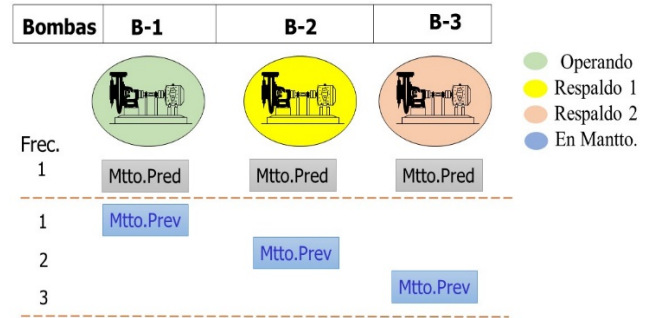 Bombas B-1 B-2 B-3
Operando
Respaldo 1
Respaldo 2
En Mantto.
Frec.
1 Mtto.Pred Mtto.Pred Mtto.Pred
1 Mtto.Prev
2 Mtto.Prev
3 Mtto.Prev